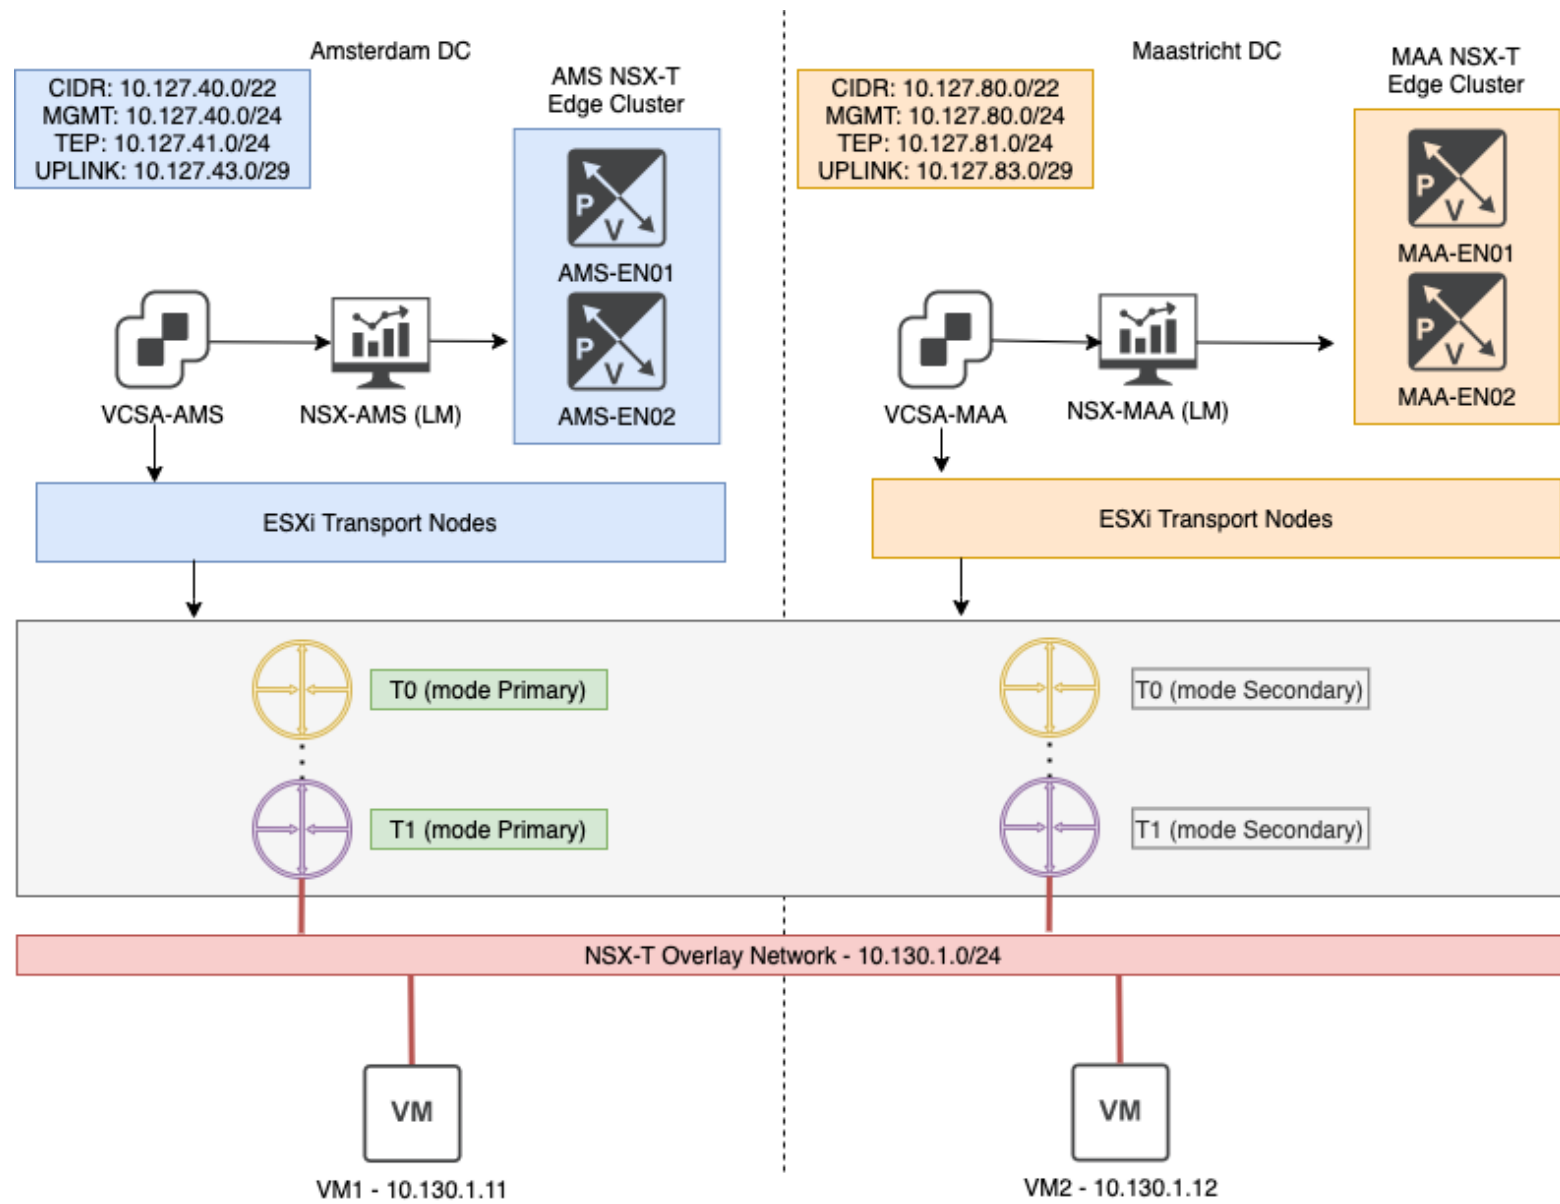 Amsterdam DC
CIDR: 10.127.40.0/22
MGMT: 10.127.40.0/24
TEP: 10.127.41.0/24
UPLINK: 10.127.43.0/29
AMS NSX-T
Edge Cluster
P
V
AMS-EN01
P
V
AMS-EN02
VCSA-AMS
NSX-AMS (LM)
ESXi Transport Nodes
Maastricht DC
CIDR: 10.127.80.0/22
MGMT: 10.127.80.0/24
TEP: 10.127.81.0/24
UPLINK: 10.127.83.0/29
MAA NSX-T
Edge Cluster
P
V
MAA-EN01
P
V
MAA-EN02
VCSA-MAA
NSX-MAA (LM)
ESXi Transport Nodes
T0 (mode Primary)
T0 (mode Secondary)
T1 (mode Primary)
T1 (mode Secondary)
NSX-T Overlay Network - 10.130.1.0/24
VM
VM1 - 10.130.1.11
VM
VM2 - 10.130.1.12